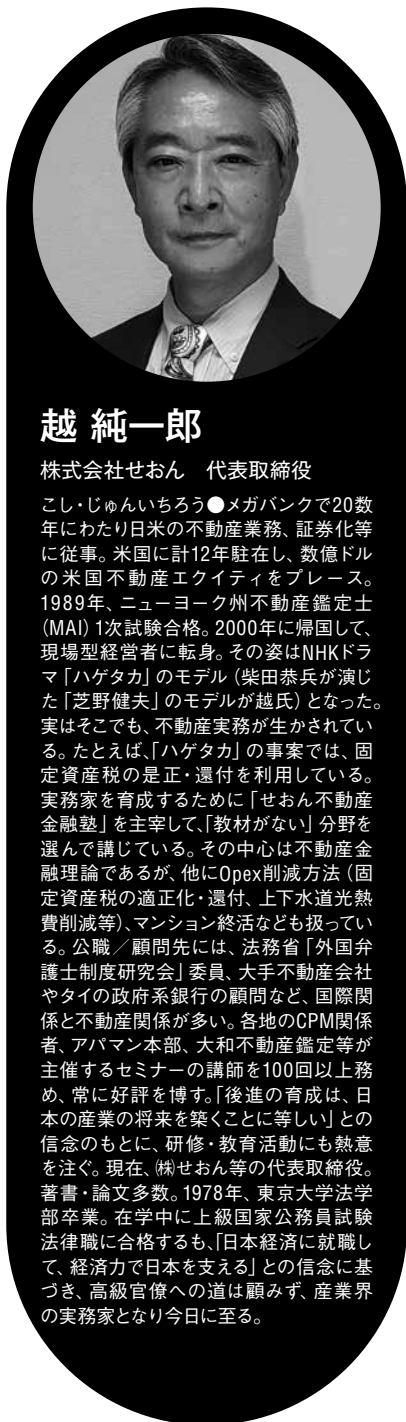 越 純一郎
株式会社せおん　代表取締役
こし・じゅんいちろう●メガバンクで20数
年にわたり日米の不動産業務、証券化等
に従事。米国に計12年駐在し、数億ドル
の米国不動産エクイティをプレース。
1989年、ニューヨーク州不動産鑑定士
(MAI) 1次試験合格。2000年に帰国して、
現場型経営者に転身。その姿はNHKドラ
マ「ハゲタカ」のモデル（柴田恭兵が演じ
た「芝野健夫」のモデルが越氏）となった。
実はそこでも、不動産実務が生かされてい
る。たとえば、「ハゲタカ」の事案では、固
定資産税の是正・還付を利用している。
実務家を育成するために「せおん不動産
金融塾」を主宰して、「教材がない」分野を
選んで講じている。その中心は不動産金
融理論であるが、他にOpex削減方法（固
定資産税の適正化・還付、上下水道光熱
費削減等）、マンション終活なども扱ってい
る。公職／顧問先には、法務省「外国弁
護士制度研究会」委員、大手不動産会社
やタイの政府系銀行の顧問など、国際関
係と不動産関係が多い。各地のCPM関係
者、アパマン本部、大和不動産鑑定等が
主催するセミナーの講師を100回以上務
め、常に好評を博す。「後進の育成は、日
本の産業の将来を築くことに等しい」との
信念のもとに、研修・教育活動にも熱意
を注ぐ。現在、㈱せおん等の代表取締役。
著書・論文多数。1978年、東京大学法学
部卒業。在学中に上級国家公務員試験
法律職に合格するも、「日本経済に就職し
て、経済力で日本を支える」との信念に基
づき、高級官僚への道は顧みず、産業界
の実務家となり今日に至る。